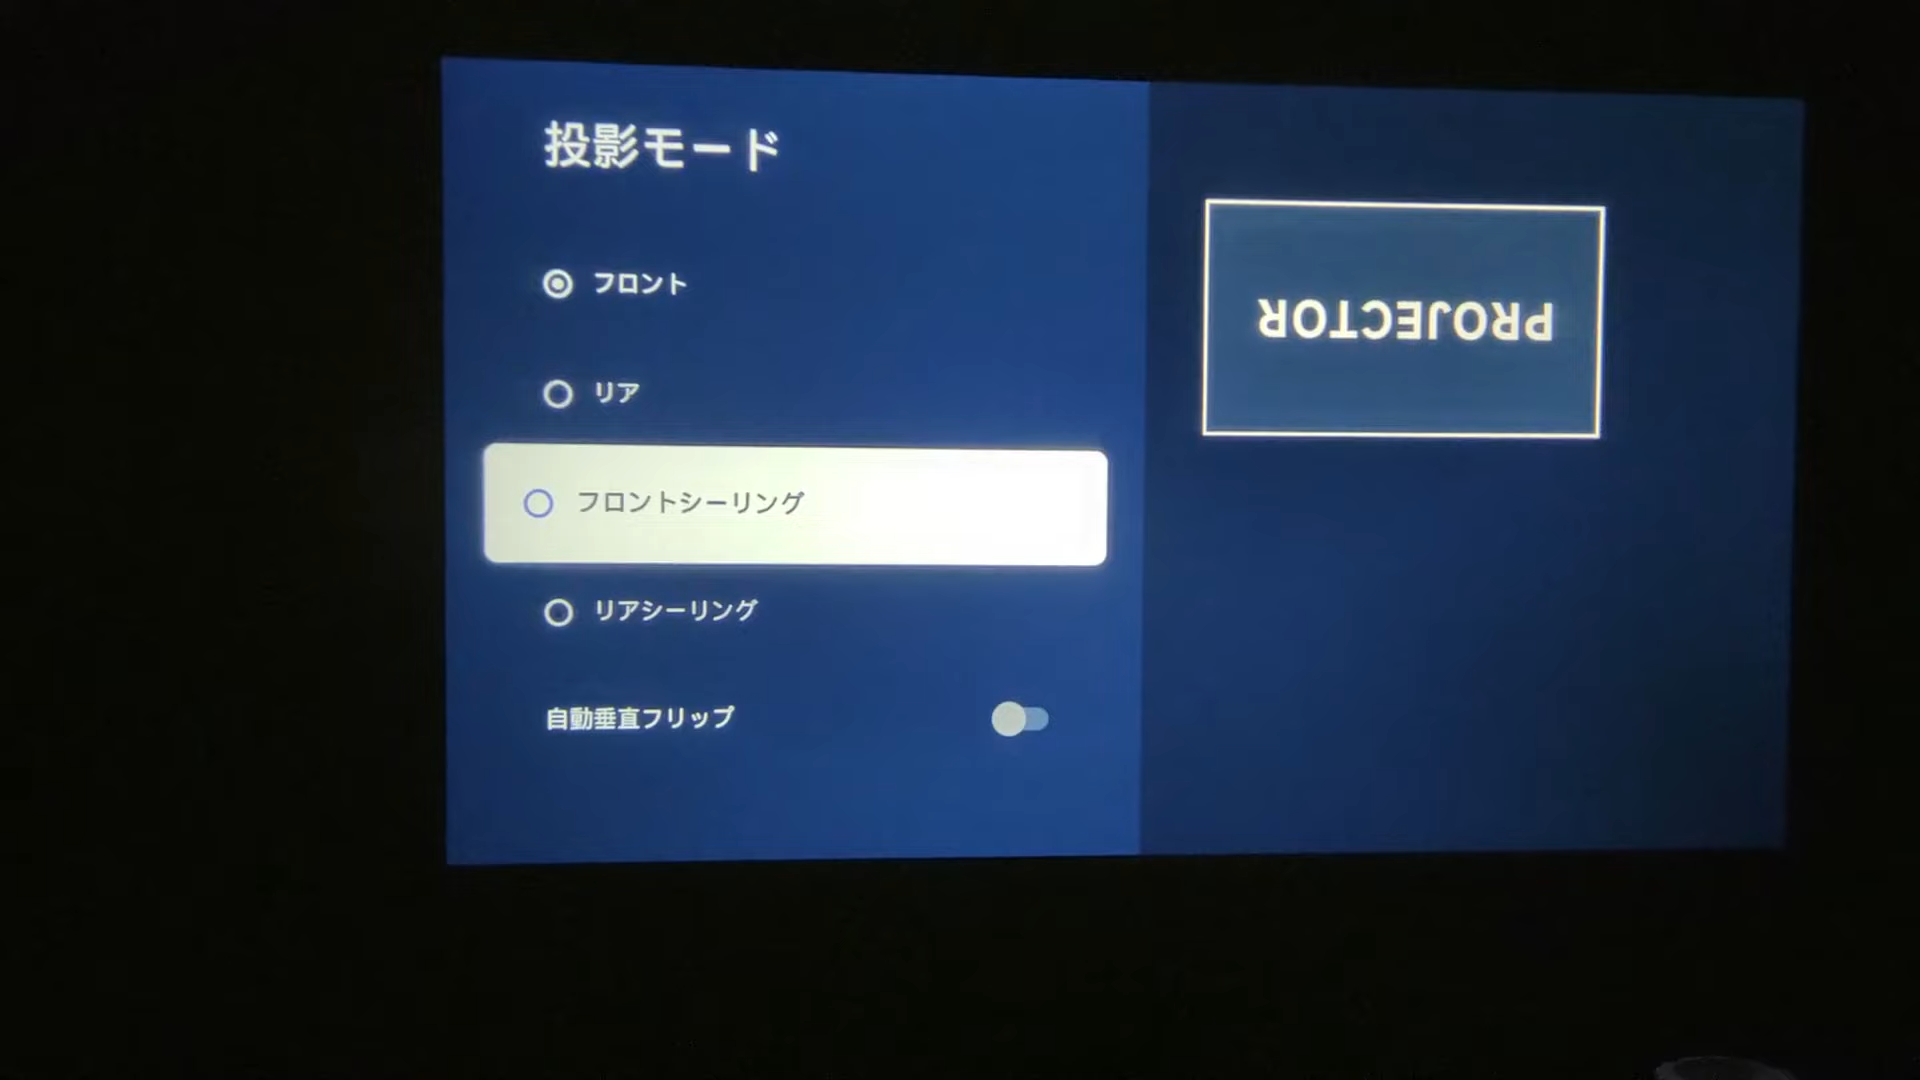 投影モード
フロント
リア
フロントシーリング
リアシーリング
自動垂直フリップ
PROJECTOR